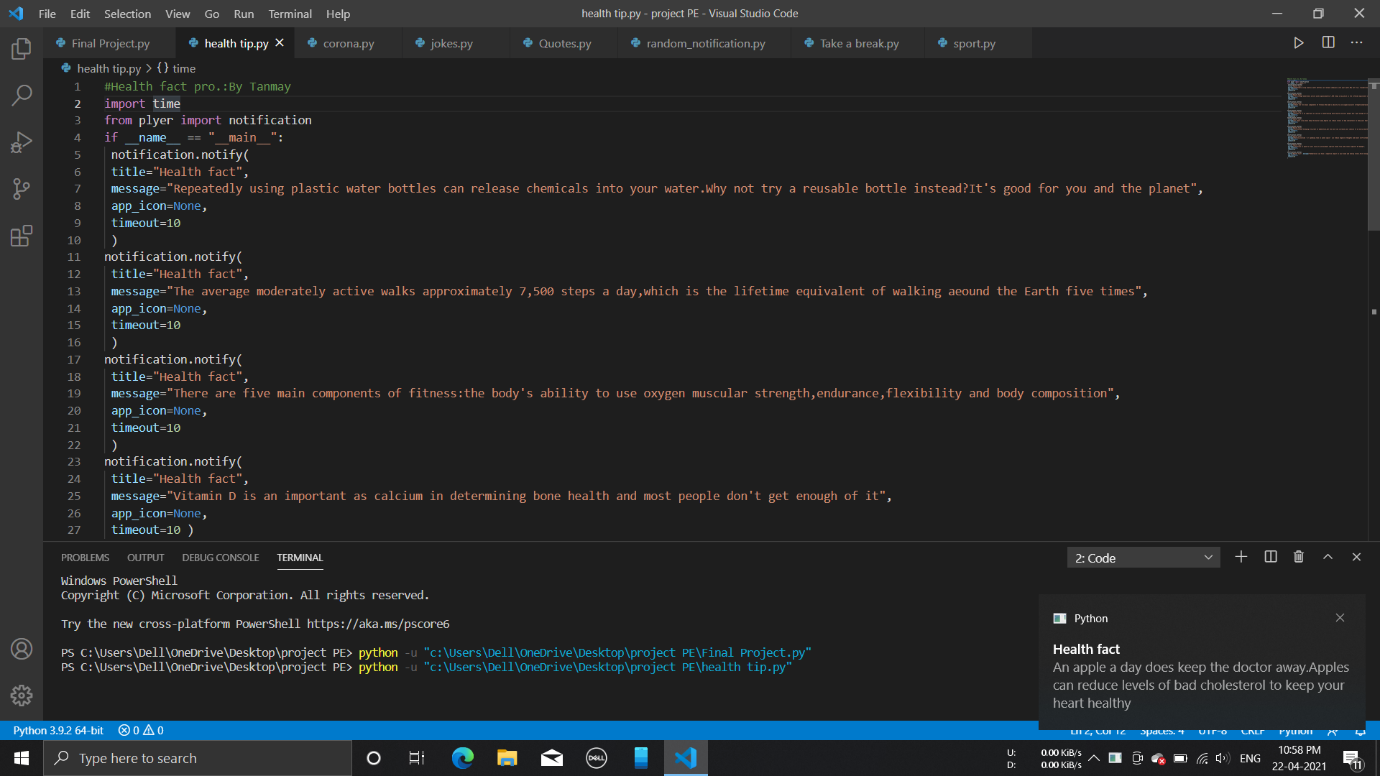 File Edit Selection View Go Run Terminal Help
health tip.py - project PE - Visual Studio Code
Final Project.py
health tip.py
corona.py
jokes.py
Quotes.py
random_notification.py
Take a break.py
sport.py
health tip.py > {} time
1 #Health fact pro.:By Tanmay
2 import time
3 from plyer import notification
4 if __name__ == "__main__":
5 notification.notify(
6 title="Health fact",
7 message="Repeatedly using plastic water bottles can release chemicals into your water.Why not try a reusable bottle instead?It's good for you and the planet",
8 app_icon=None,
9 timeout=10
10 )
11 notification.notify(
12 title="Health fact",
13 message="The average moderately active walks approximately 7,500 steps a day,which is the lifetime equivalent of walking aeound the Earth five times",
14 app_icon=None,
15 timeout=10
16 )
17 notification.notify(
18 title="Health fact",
19 message="There are five main components of fitness:the body's ability to use oxygen muscular strength,endurance,flexibility and body composition",
20 app_icon=None,
21 timeout=10
22 )
23 notification.notify(
24 title="Health fact",
25 message="Vitamin D is an important as calcium in determining bone health and most people don't get enough of it",
26 app_icon=None,
27 timeout=10 )
PROBLEMS OUTPUT DEBUG CONSOLE TERMINAL
2: Code
Windows PowerShell
Copyright (C) Microsoft Corporation. All rights reserved.
Try the new cross-platform PowerShell https://aka.ms/pscore6
PS C:\Users\Dell\OneDrive\Desktop\project PE> python -u "c:\Users\Dell\OneDrive\Desktop\project PE\Final Project.py"
PS C:\Users\Dell\OneDrive\Desktop\project PE> python -u "c:\Users\Dell\OneDrive\Desktop\project PE\health tip.py"
Python
Health fact
An apple a day does keep the doctor away.Apples
can reduce levels of bad cholesterol to keep your
heart healthy
Python 3.9.2 64-bit
0 0
Ln 2, Col 12 Spaces: 4 UTF-8 CRLF Python
Type here to search
DELL
U: 0.00 KiB/s
D: 0.00 KiB/s
ENG
10:58 PM
22-04-2021
11